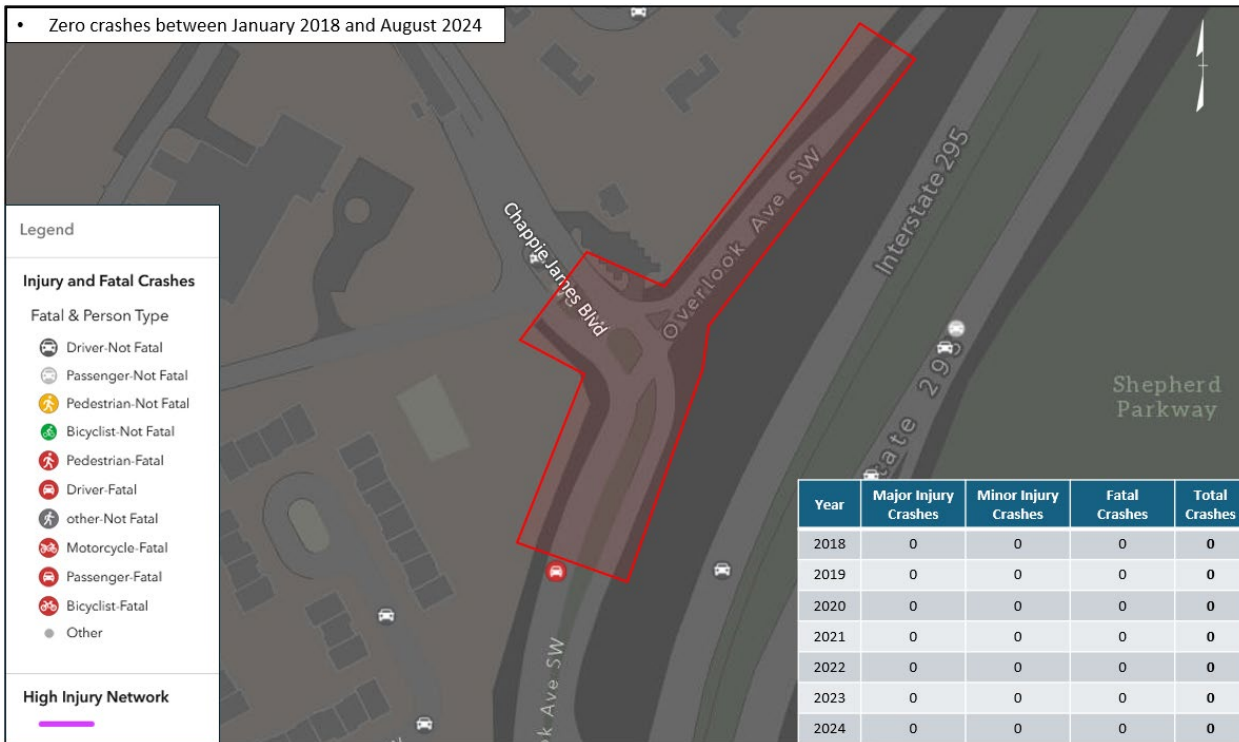 • Zero crashes between January 2018 and August 2024
Chappie James Blvd
Overlook Ave SW
Interstate 295
Shepherd
Parkway
tate 295
ok Ave SW
Legend
Injury and Fatal Crashes
Fatal & Person Type
Driver-Not Fatal
Passenger-Not Fatal
Pedestrian-Not Fatal
Bicyclist-Not Fatal
Pedestrian-Fatal
Driver-Fatal
other-Not Fatal
Motorcycle-Fatal
Passenger-Fatal
Bicyclist-Fatal
Other
High Injury Network
Year Major Injury Crashes Minor Injury Crashes Fatal Crashes Total Crashes
2018 0 0 0 0
2019 0 0 0 0
2020 0 0 0 0
2021 0 0 0 0
2022 0 0 0 0
2023 0 0 0 0
2024 0 0 0 0